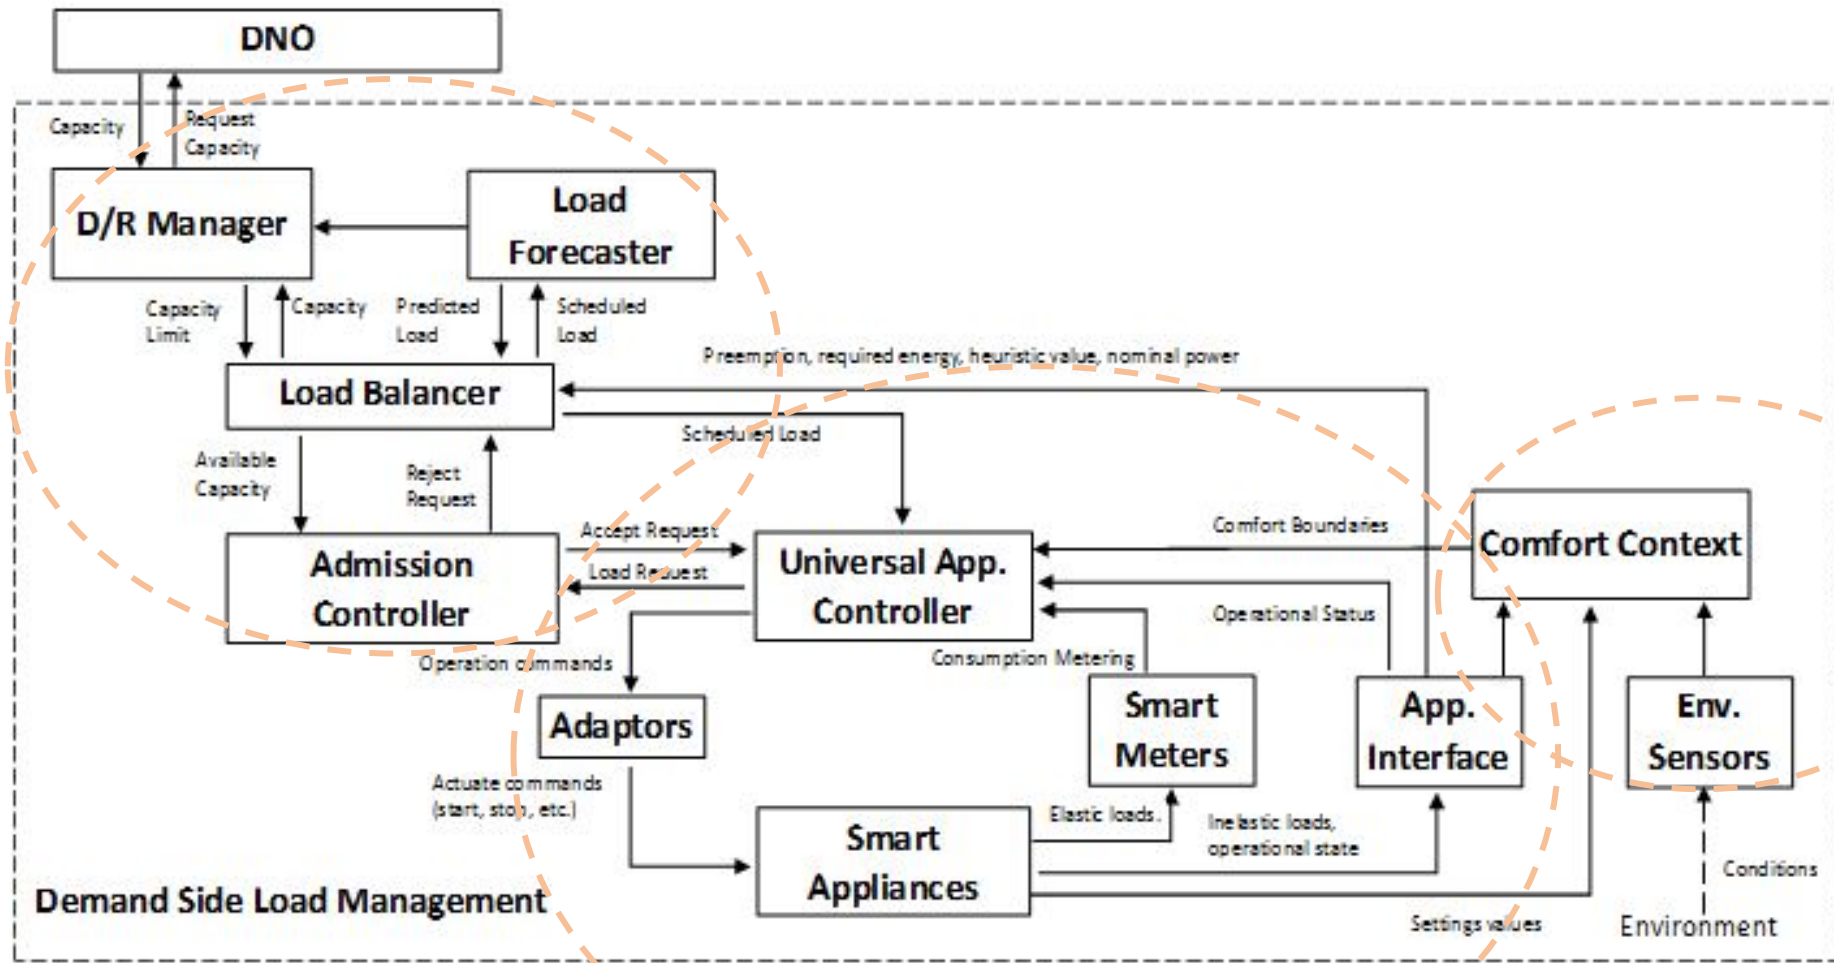 DNO
Capacity
Request
Capacity
D/R Manager
Load
Forecaster
Capacity
Limit
Capacity
Predicted
Load
Scheduled
Load
Preemption, required energy, heuristic value, nominal power
Load Balancer
Scheduled Load
Available
Capacity
Reject
Request
Accept Request
Load Request
Admission
Controller
Universal App.
Controller
Comfort Boundaries
Comfort Context
Operational Status
Operation commands
Consumption Metering
Adaptors
Smart
Meters
App.
Interface
Env.
Sensors
Actuate commands
(start, stop, etc.)
Smart
Appliances
Elastic loads.
Inelastic loads,
operational state
Conditions
Demand Side Load Management
Settings values
Environment